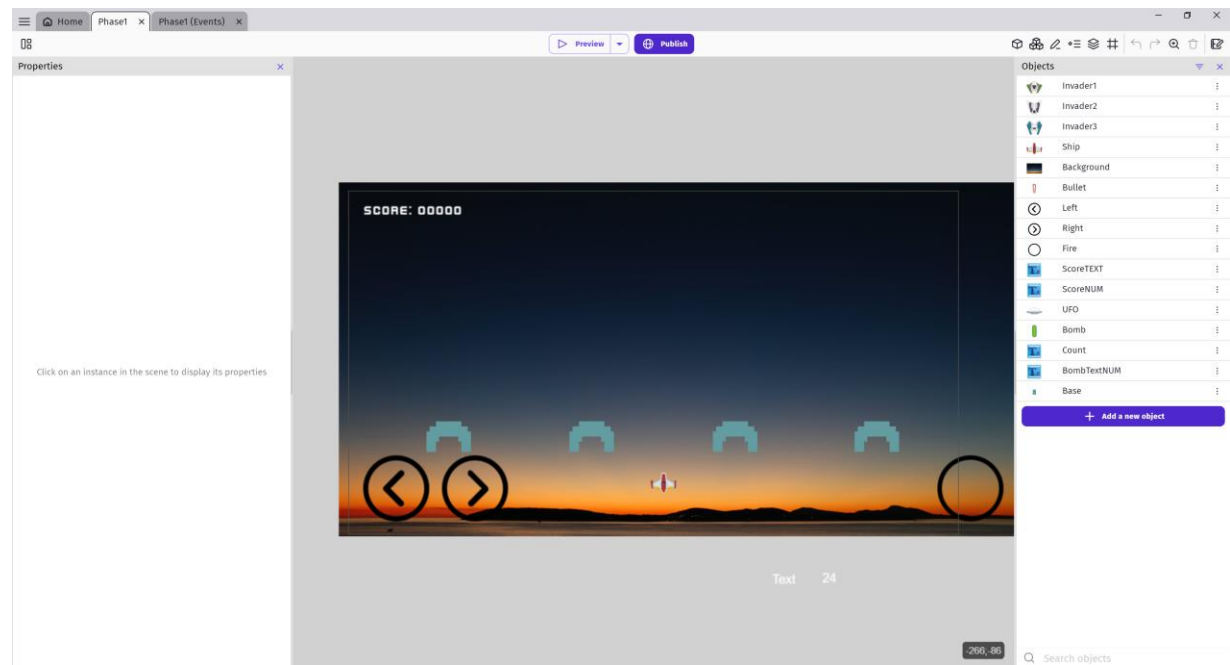 Home
Phase1
Phase1 (Events)
Preview
Publish
Properties
Click on an instance in the scene to display its properties
SCORE: 00000
Text
24
-266;-86
Objects
Invader1
Invader2
Invader3
Ship
Background
Bullet
Left
Right
Fire
ScoreTEXT
ScoreNUM
UFO
Bomb
Count
BombTextNUM
Base
+ Add a new object
Search objects